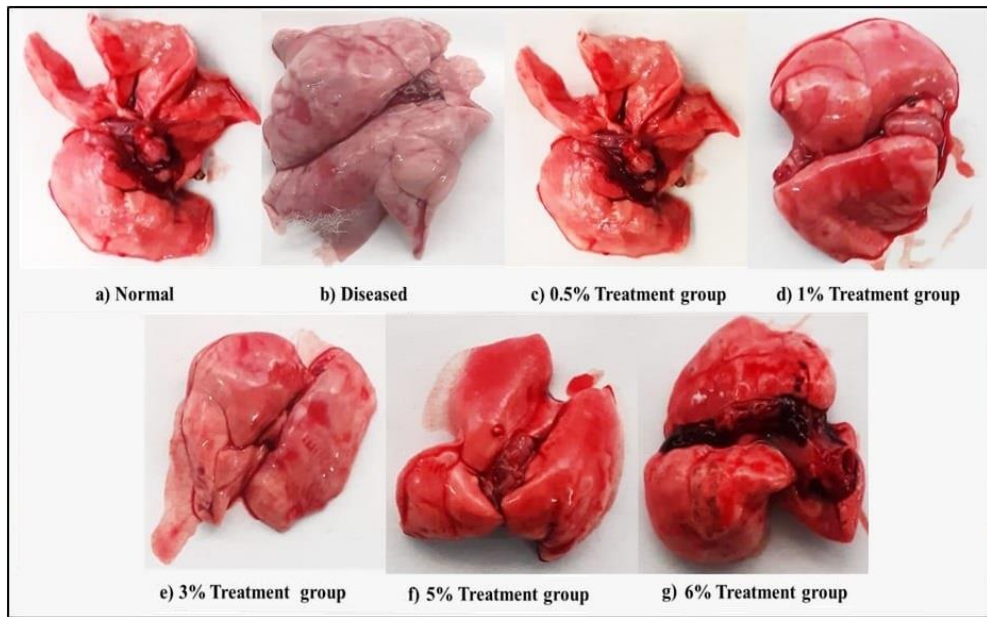 a) Normal
b) Diseased
c) 0.5% Treatment group
d) 1% Treatment group
e) 3% Treatment group
f) 5% Treatment group
g) 6% Treatment group